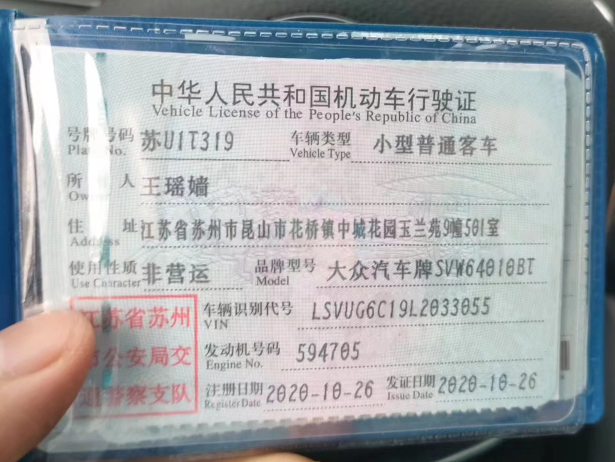 中华人民共和国机动车行驶证
Vehicle License of the People's Republic of China
号牌号码 苏U1T319 车辆类型 小型普通客车
Plate No. Vehicle Type
所 人 王瑶嫱
Owner
住 址 江苏省苏州市昆山市花桥镇中城花园玉兰苑9幢501室
Address
使用性质 非营运 品牌型号 大众汽车牌SVW64010BT
Use Character Model
江苏省苏州 车辆识别代号 LSVUG6C19L2033055
VIN
市公安局交 发动机号码 594705
Engine No.
通警察支队 注册日期 2020-10-26 发证日期 2020-10-26
Register Date Issue Date